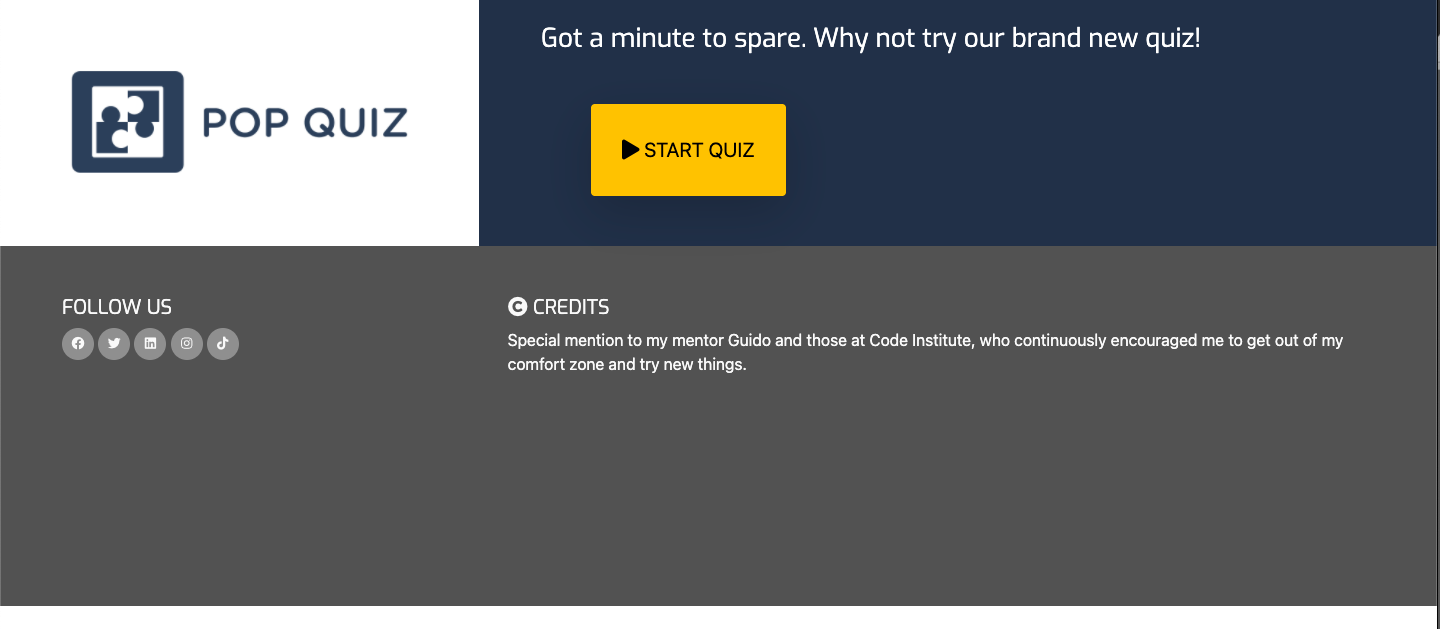 Got a minute to spare. Why not try our brand new quiz!
POP QUIZ
START QUIZ
FOLLOW US
CREDITS
Special mention to my mentor Guido and those at Code Institute, who continuously encouraged me to get out of my
comfort zone and try new things.